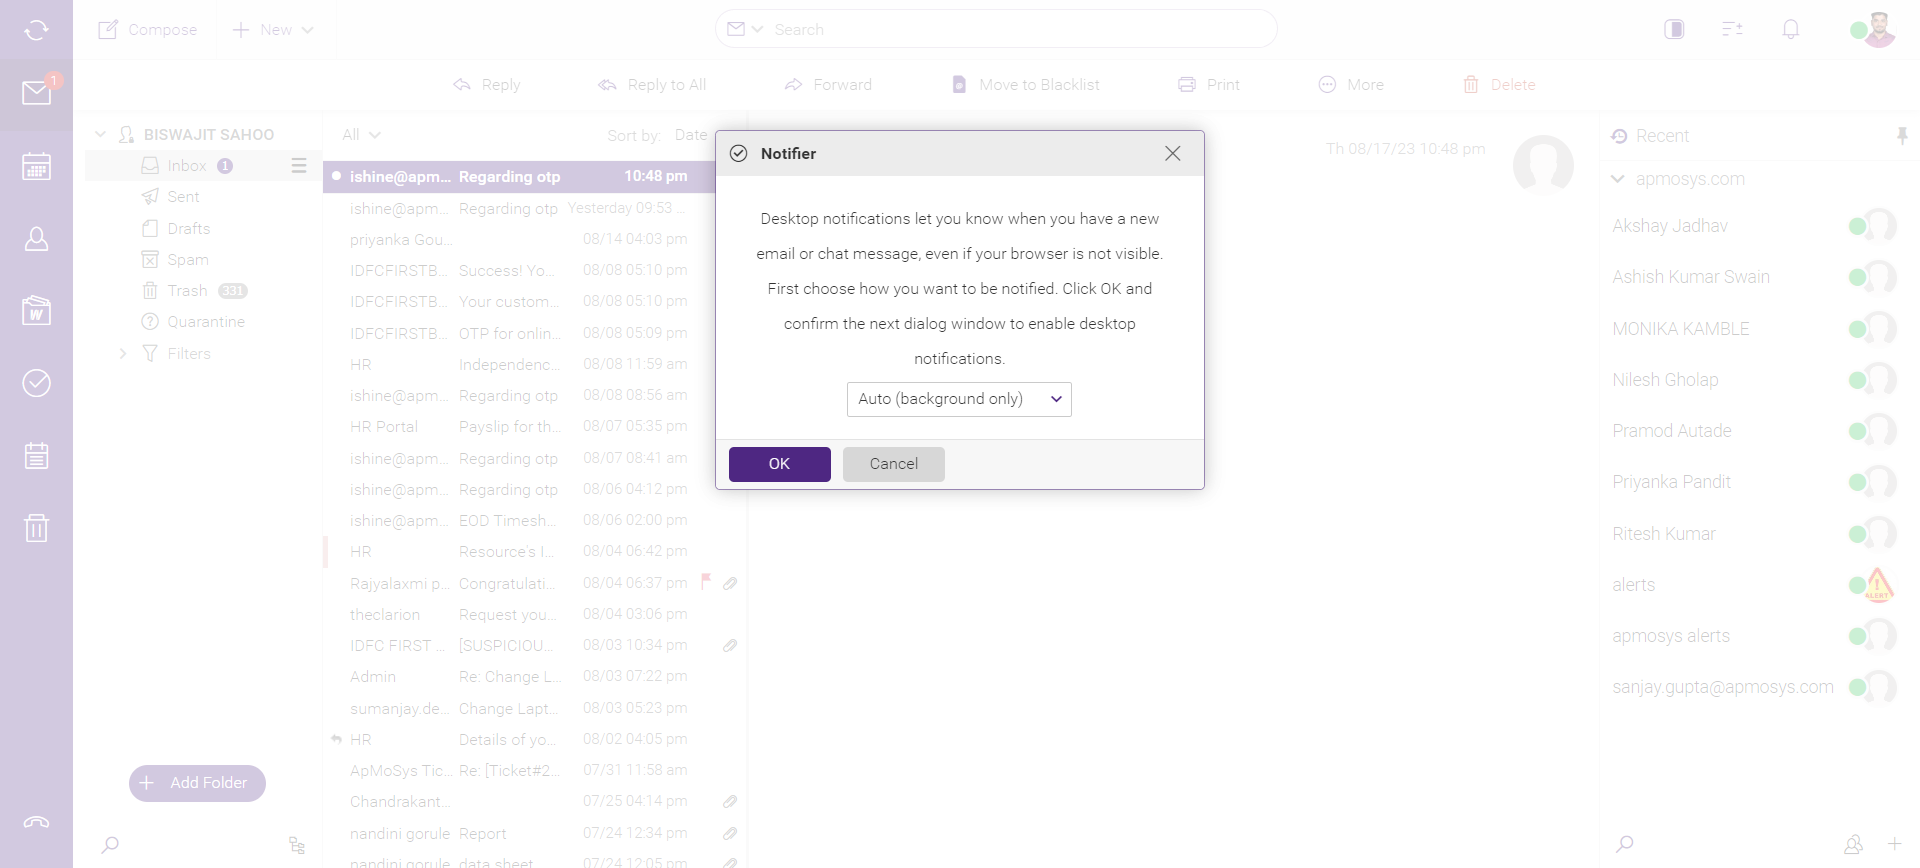 Compose
New
Search
1
Reply
Reply to All
Forward
Move to Blacklist
Print
More
Delete
BISWAJIT SAHOO
Inbox 1
Sent
Drafts
Spam
Trash 331
Quarantine
Filters
Add Folder
All
Sort by: Date
ishine@apm... Regarding otp 10:48 pm
ishine@apm... Regarding otp Yesterday 09:53 ...
priyanka Gou... 08/14 04:03 pm
IDFCFIRSTB... Success! Yo... 08/08 05:10 pm
IDFCFIRSTB... Your custom... 08/08 05:10 pm
IDFCFIRSTB... OTP for onlin... 08/08 05:09 pm
HR Independenc... 08/08 11:59 am
ishine@apm... Regarding otp 08/08 08:56 am
HR Portal Payslip for th... 08/07 05:35 pm
ishine@apm... Regarding otp 08/07 08:41 am
ishine@apm... Regarding otp 08/06 04:12 pm
ishine@apm... EOD Timesh... 08/06 02:00 pm
HR Resource's I... 08/04 06:42 pm
Rajyalaxmi p... Congratulati... 08/04 06:37 pm
theclarion Request you... 08/04 03:06 pm
IDFC FIRST ... [SUSPICIOU... 08/03 10:34 pm
Admin Re: Change L... 08/03 07:22 pm
sumanjay.de... Change Lapt... 08/03 05:23 pm
HR Details of yo... 08/02 04:05 pm
ApMoSys Tic... Re: [Ticket#2... 07/31 11:58 am
Chandrakant... 07/25 04:14 pm
nandini gorule Report 07/24 12:34 pm
nandini gorule data sheet 07/24 12:05 pm
Notifier
Desktop notifications let you know when you have a new
email or chat message, even if your browser is not visible.
First choose how you want to be notified. Click OK and
confirm the next dialog window to enable desktop
notifications.
Auto (background only)
OK
Cancel
Th 08/17/23 10:48 pm
Recent
apmosys.com
Akshay Jadhav
Ashish Kumar Swain
MONIKA KAMBLE
Nilesh Gholap
Pramod Autade
Priyanka Pandit
Ritesh Kumar
alerts
ALERT
apmosys alerts
sanjay.gupta@apmosys.com